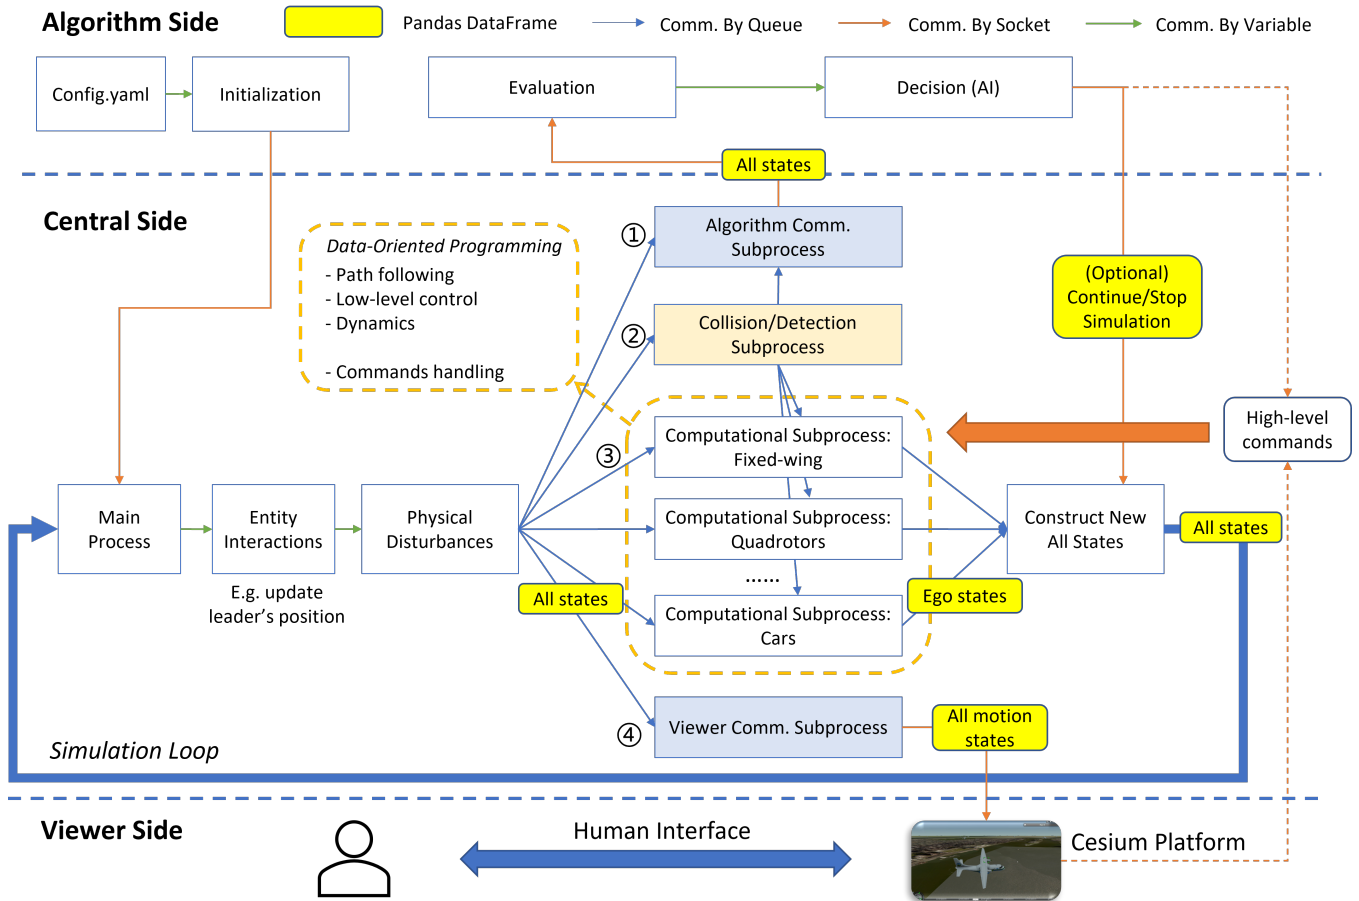 Algorithm Side
Pandas DataFrame
Comm. By Queue
Comm. By Socket
Comm. By Variable
Config.yaml
Initialization
Evaluation
Decision (AI)
All states
Central Side
Data-Oriented Programming
- Path following
- Low-level control
- Dynamics
- Commands handling
①
Algorithm Comm.
Subprocess
②
Collision/Detection
Subprocess
(Optional)
Continue/Stop
Simulation
High-level
commands
③
Computational Subprocess:
Fixed-wing
Main
Process
Entity
Interactions
E.g. update
leader's position
Physical
Disturbances
All states
Computational Subprocess:
Quadrotors
......
Computational Subprocess:
Cars
Ego states
Construct New
All States
All states
④
Viewer Comm. Subprocess
All motion
states
Simulation Loop
Viewer Side
Human Interface
Cesium Platform